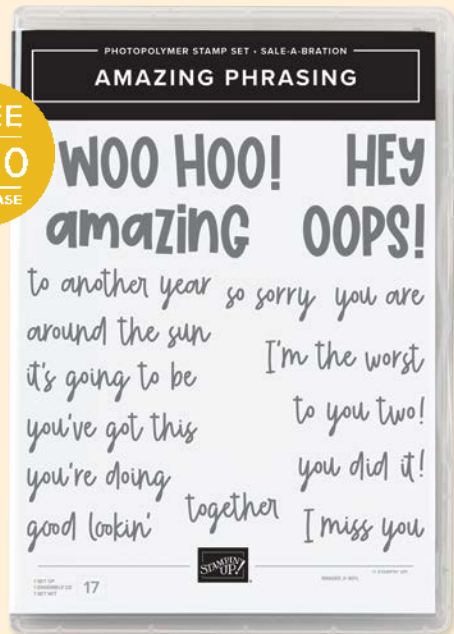 PHOTOPOLYMER STAMP SET • SALE-A-BRATION
AMAZING PHRASING
WOO HOO! HEY
amazinG OOPS!
to another year so sorry you are
around the sun
I'm the worst
it's going to be
to you two!
you've got this
you did it!
you're doing
together
good lookin'
I miss you
STAMPIN' UP!
17